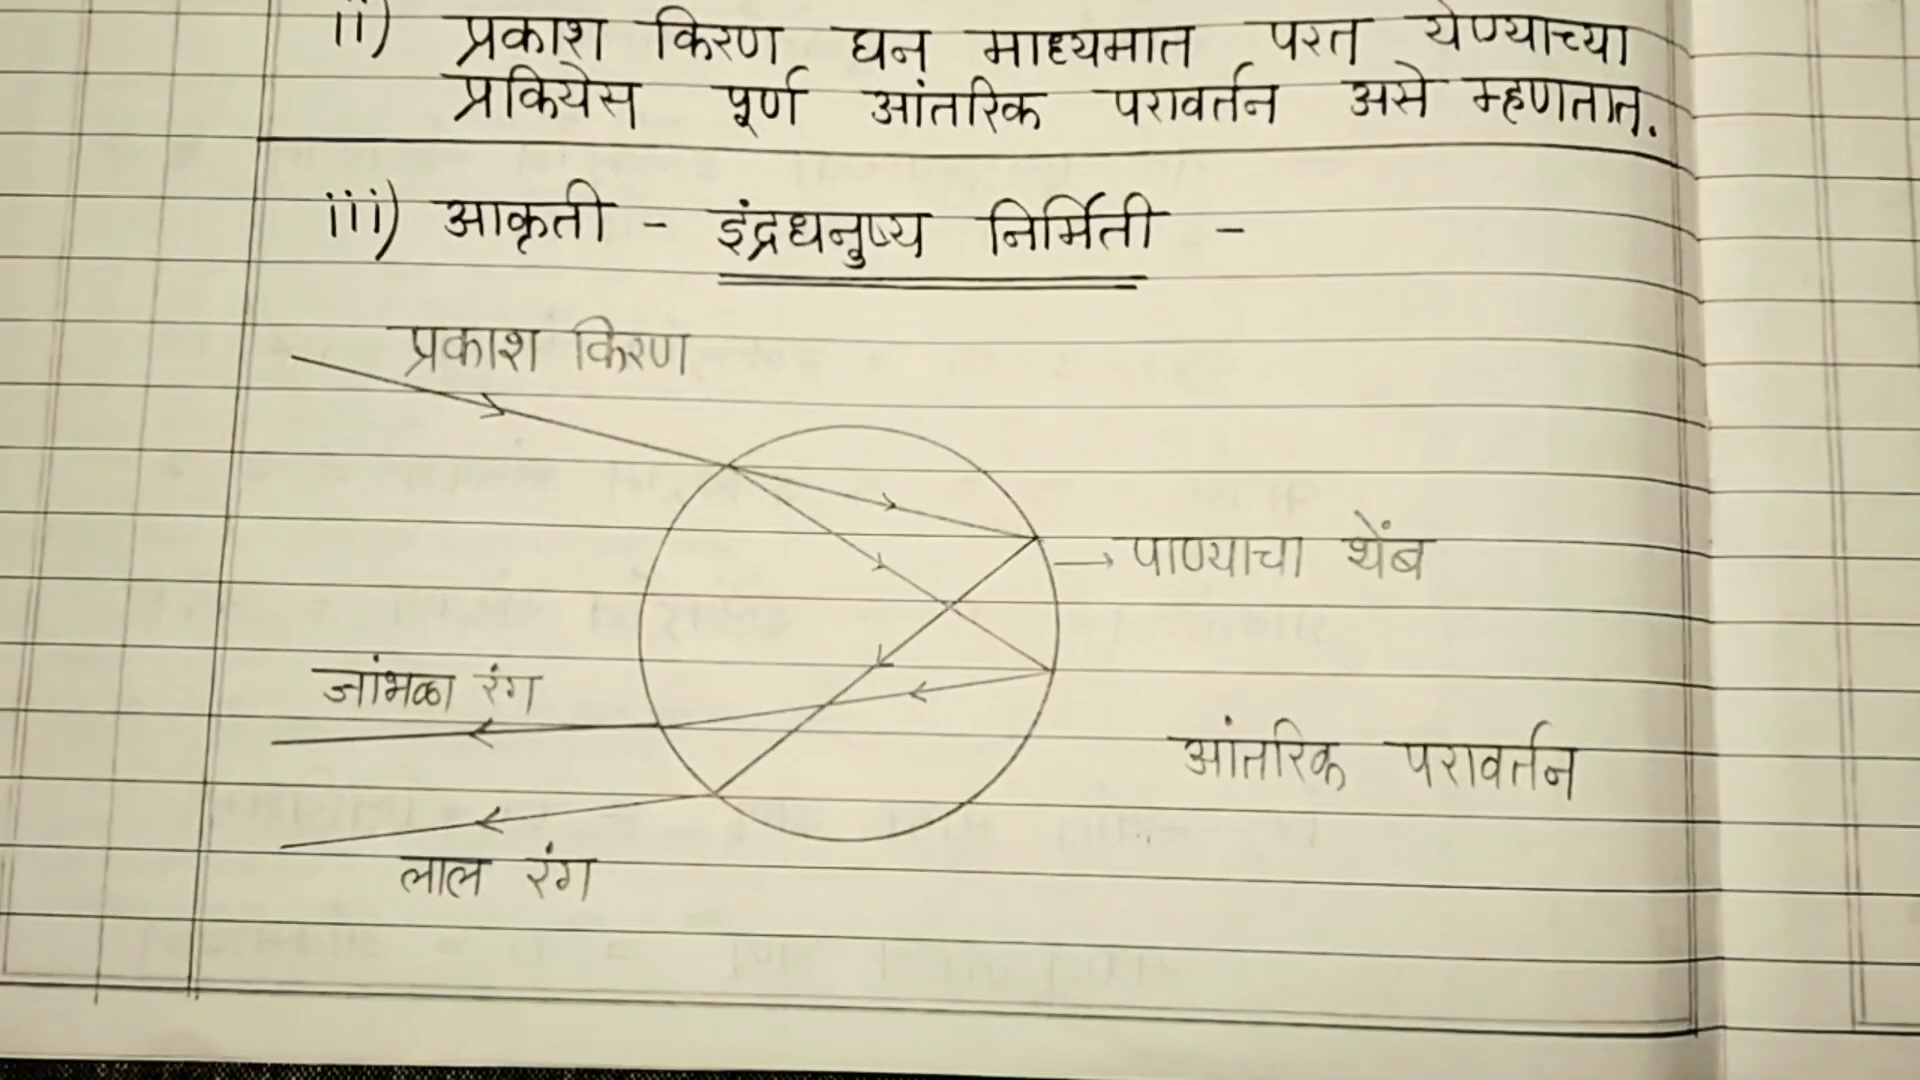 ii) प्रकाश किरण घन माध्यमात परत येण्याच्या
प्रकियेस पूर्ण आंतरिक परावर्तन असे म्हणतात.
iii) आकृती - इंद्रधनुष्य निर्मिती -
प्रकाश किरण
→ पाण्याचा थेंब
जांभळा रंग
आंतरिक परावर्तन
लाल रंग